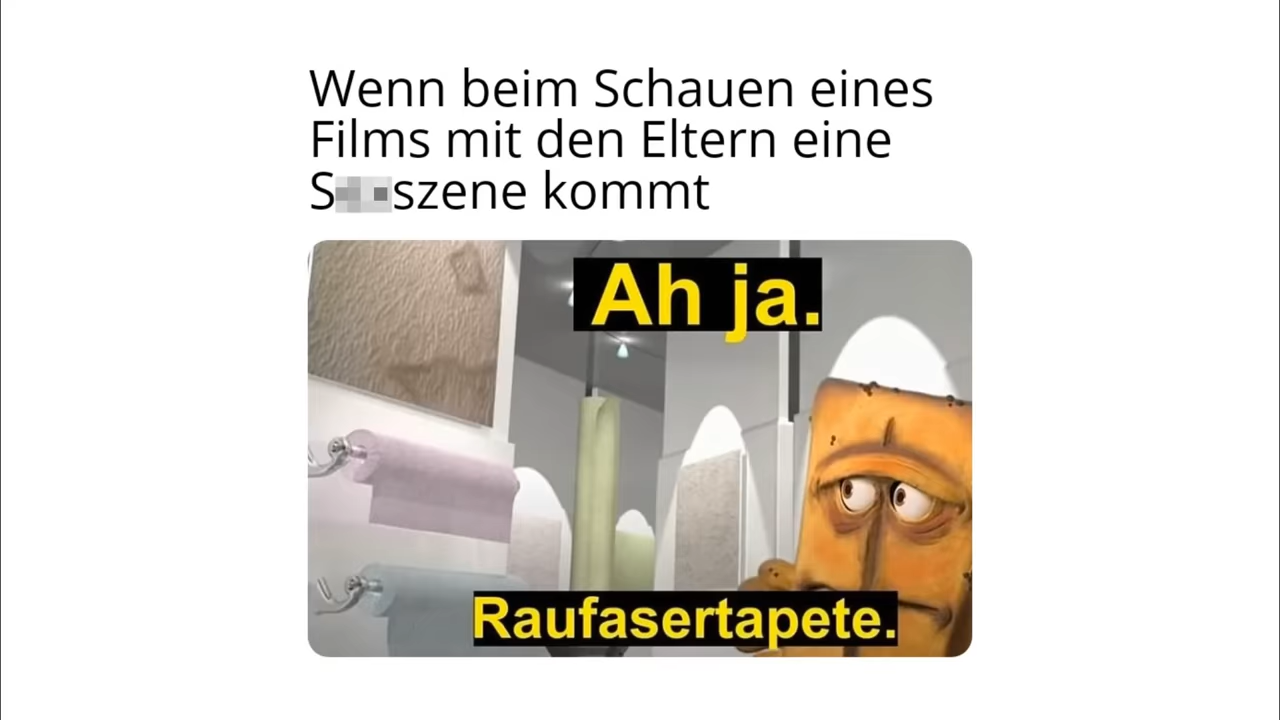 Wenn beim Schauen eines
Films mit den Eltern eine
S szene kommt
Ah ja.
Raufasertapete.